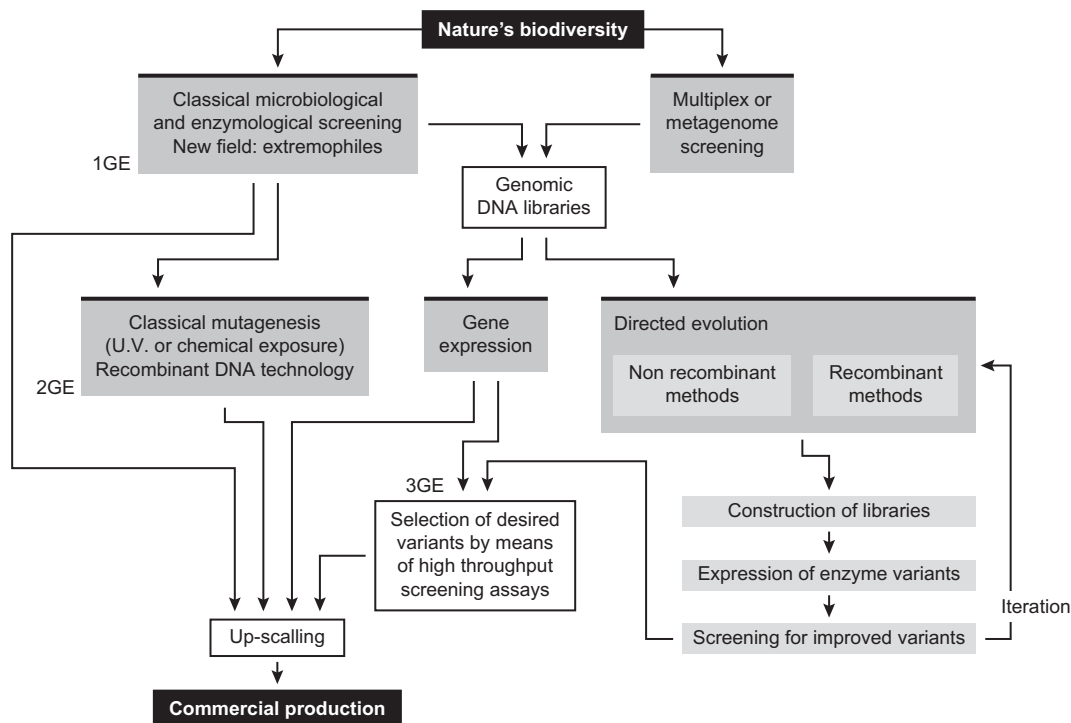 Nature's biodiversity
Classical microbiological
and enzymological screening
New field: extremophiles
Multiplex or
metagenome
screening
1GE
Genomic
DNA libraries
Classical mutagenesis
(U.V. or chemical exposure)
Recombinant DNA technology
2GE
Gene
expression
Directed evolution
Non recombinant
methods
Recombinant
methods
3GE
Selection of desired
variants by means
of high throughput
screening assays
Construction of libraries
Expression of enzyme variants
Iteration
Screening for improved variants
Up-scalling
Commercial production